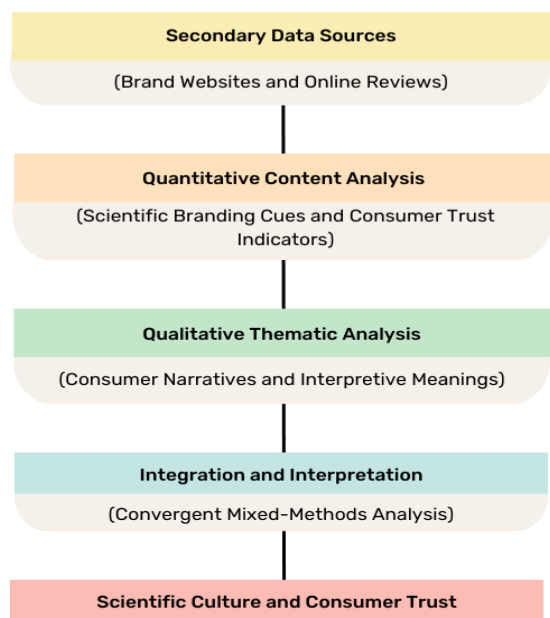 Secondary Data Sources
(Brand Websites and Online Reviews)
Quantitative Content Analysis
(Scientific Branding Cues and Consumer Trust
Indicators)
Qualitative Thematic Analysis
(Consumer Narratives and Interpretive Meanings)
Integration and Interpretation
(Convergent Mixed-Methods Analysis)
Scientific Culture and Consumer Trust